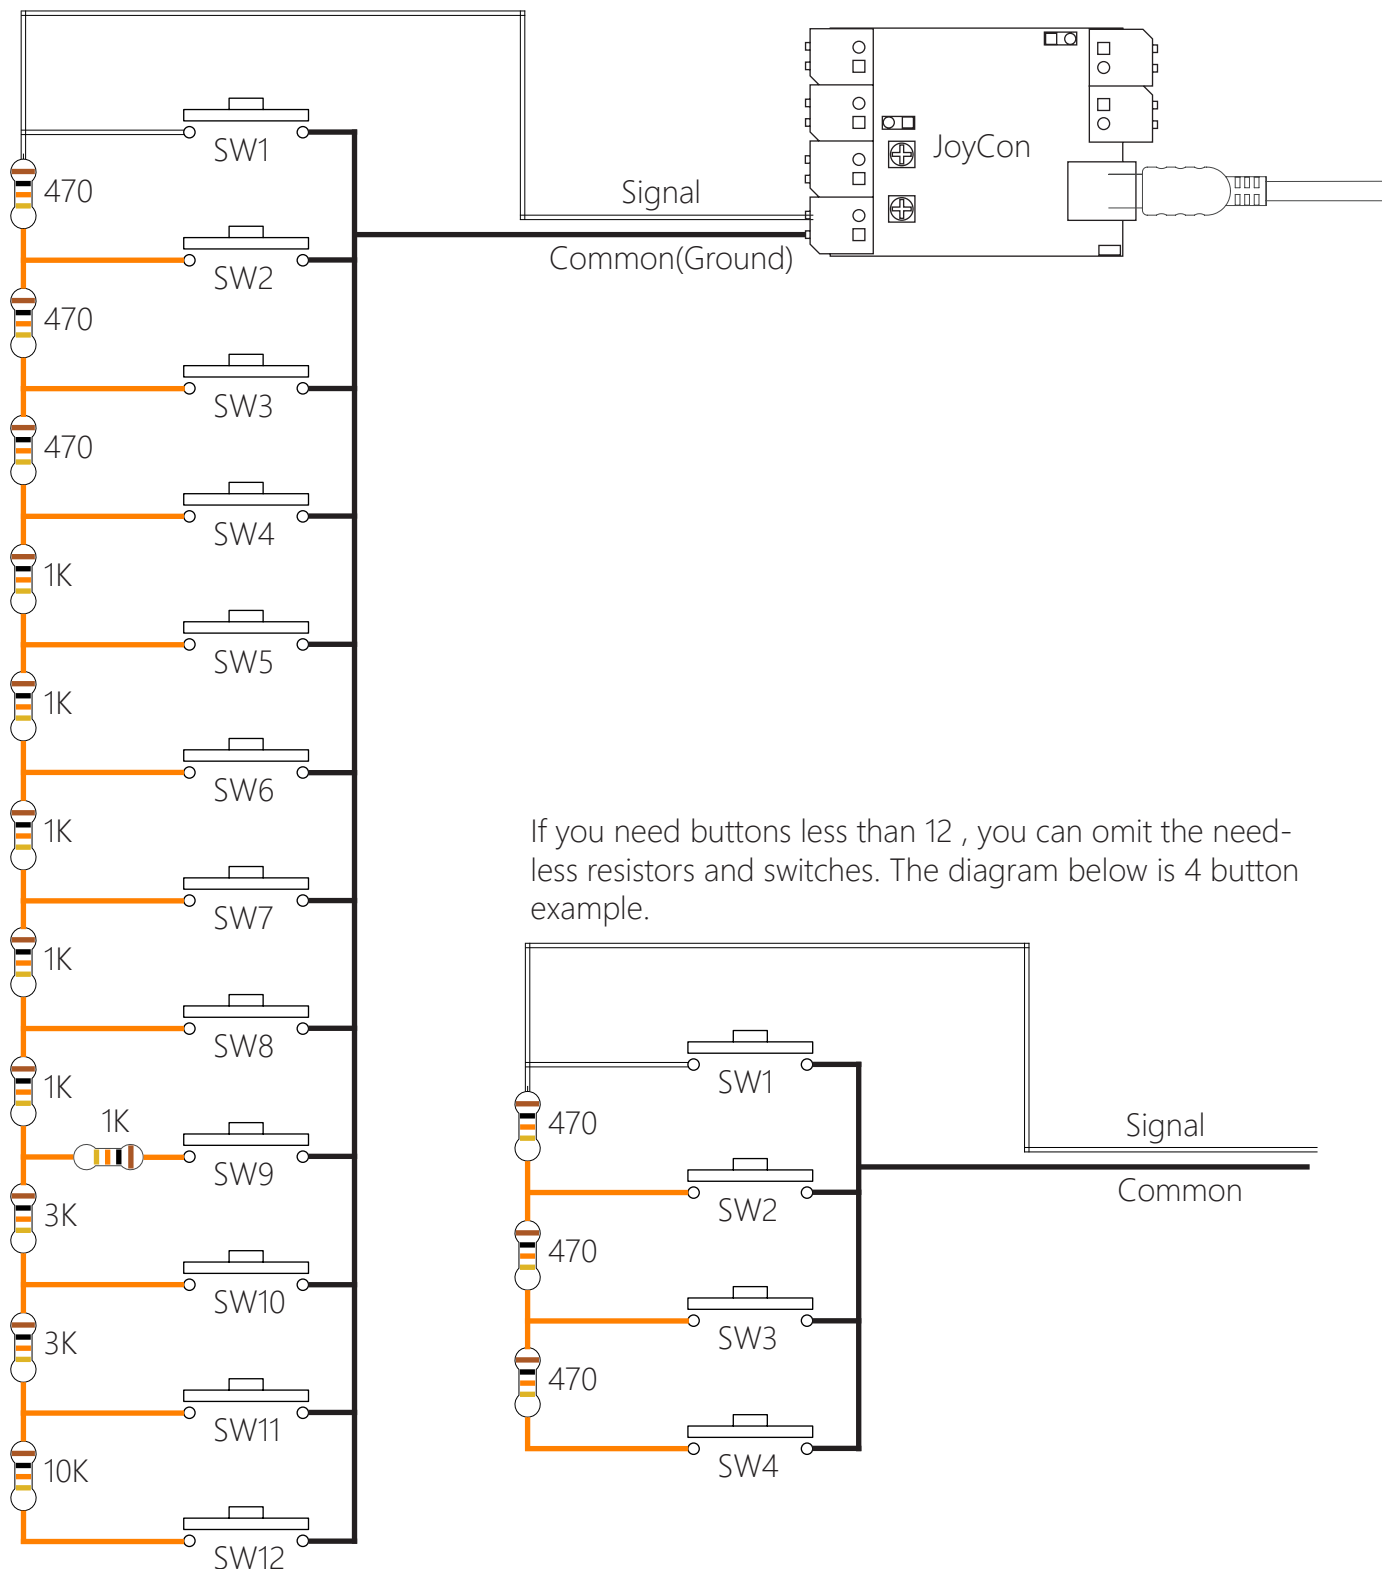 SW1
470
SW2
470
SW3
470
SW4
1K
SW5
1K
SW6
1K
SW7
1K
SW8
1K
1K
SW9
3K
SW10
3K
SW11
10K
SW12
JoyCon
Signal
Common(Ground)
If you need buttons less than 12 , you can omit the need-
less resistors and switches. The diagram below is 4 button
example.
SW1
470
SW2
470
SW3
470
SW4
Signal
Common